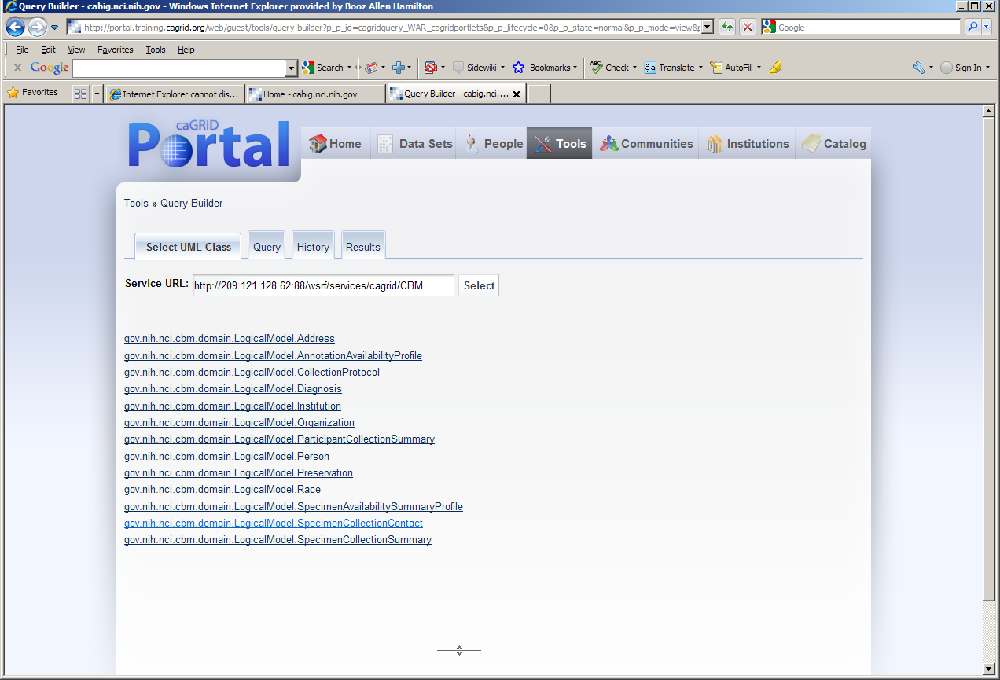 Query Builder - cabig.nci.nih.gov - Windows Internet Explorer provided by Booz Allen Hamilton
http://portal.training.cagrid.org/web/guest/tools/query-builder?p_p_id=cagridquery_WAR_cagridportlets&p_p_lifecycle=0&p_p_state=normal&p_p_mode=view&
Google
File Edit View Favorites Tools Help
x Google Search Sidewiki Bookmarks Check Translate AutoFill Sign In
Favorites Internet Explorer cannot dis... Home - cabig.nci.nih.gov Query Builder - cabig.nci....
caGRID
Portal
Home Data Sets People Tools Communities Institutions Catalog
Tools » Query Builder
Select UML Class Query History Results
Service URL: http://209.121.128.62:88/wsrf/services/cagrid/CBM Select
gov.nih.nci.cbm.domain.LogicalModel.Address
gov.nih.nci.cbm.domain.LogicalModel.AnnotationAvailabilityProfile
gov.nih.nci.cbm.domain.LogicalModel.CollectionProtocol
gov.nih.nci.cbm.domain.LogicalModel.Diagnosis
gov.nih.nci.cbm.domain.LogicalModel.Institution
gov.nih.nci.cbm.domain.LogicalModel.Organization
gov.nih.nci.cbm.domain.LogicalModel.ParticipantCollectionSummary
gov.nih.nci.cbm.domain.LogicalModel.Person
gov.nih.nci.cbm.domain.LogicalModel.Preservation
gov.nih.nci.cbm.domain.LogicalModel.Race
gov.nih.nci.cbm.domain.LogicalModel.SpecimenAvailabilitySummaryProfile
gov.nih.nci.cbm.domain.LogicalModel.SpecimenCollectionContact
gov.nih.nci.cbm.domain.LogicalModel.SpecimenCollectionSummary